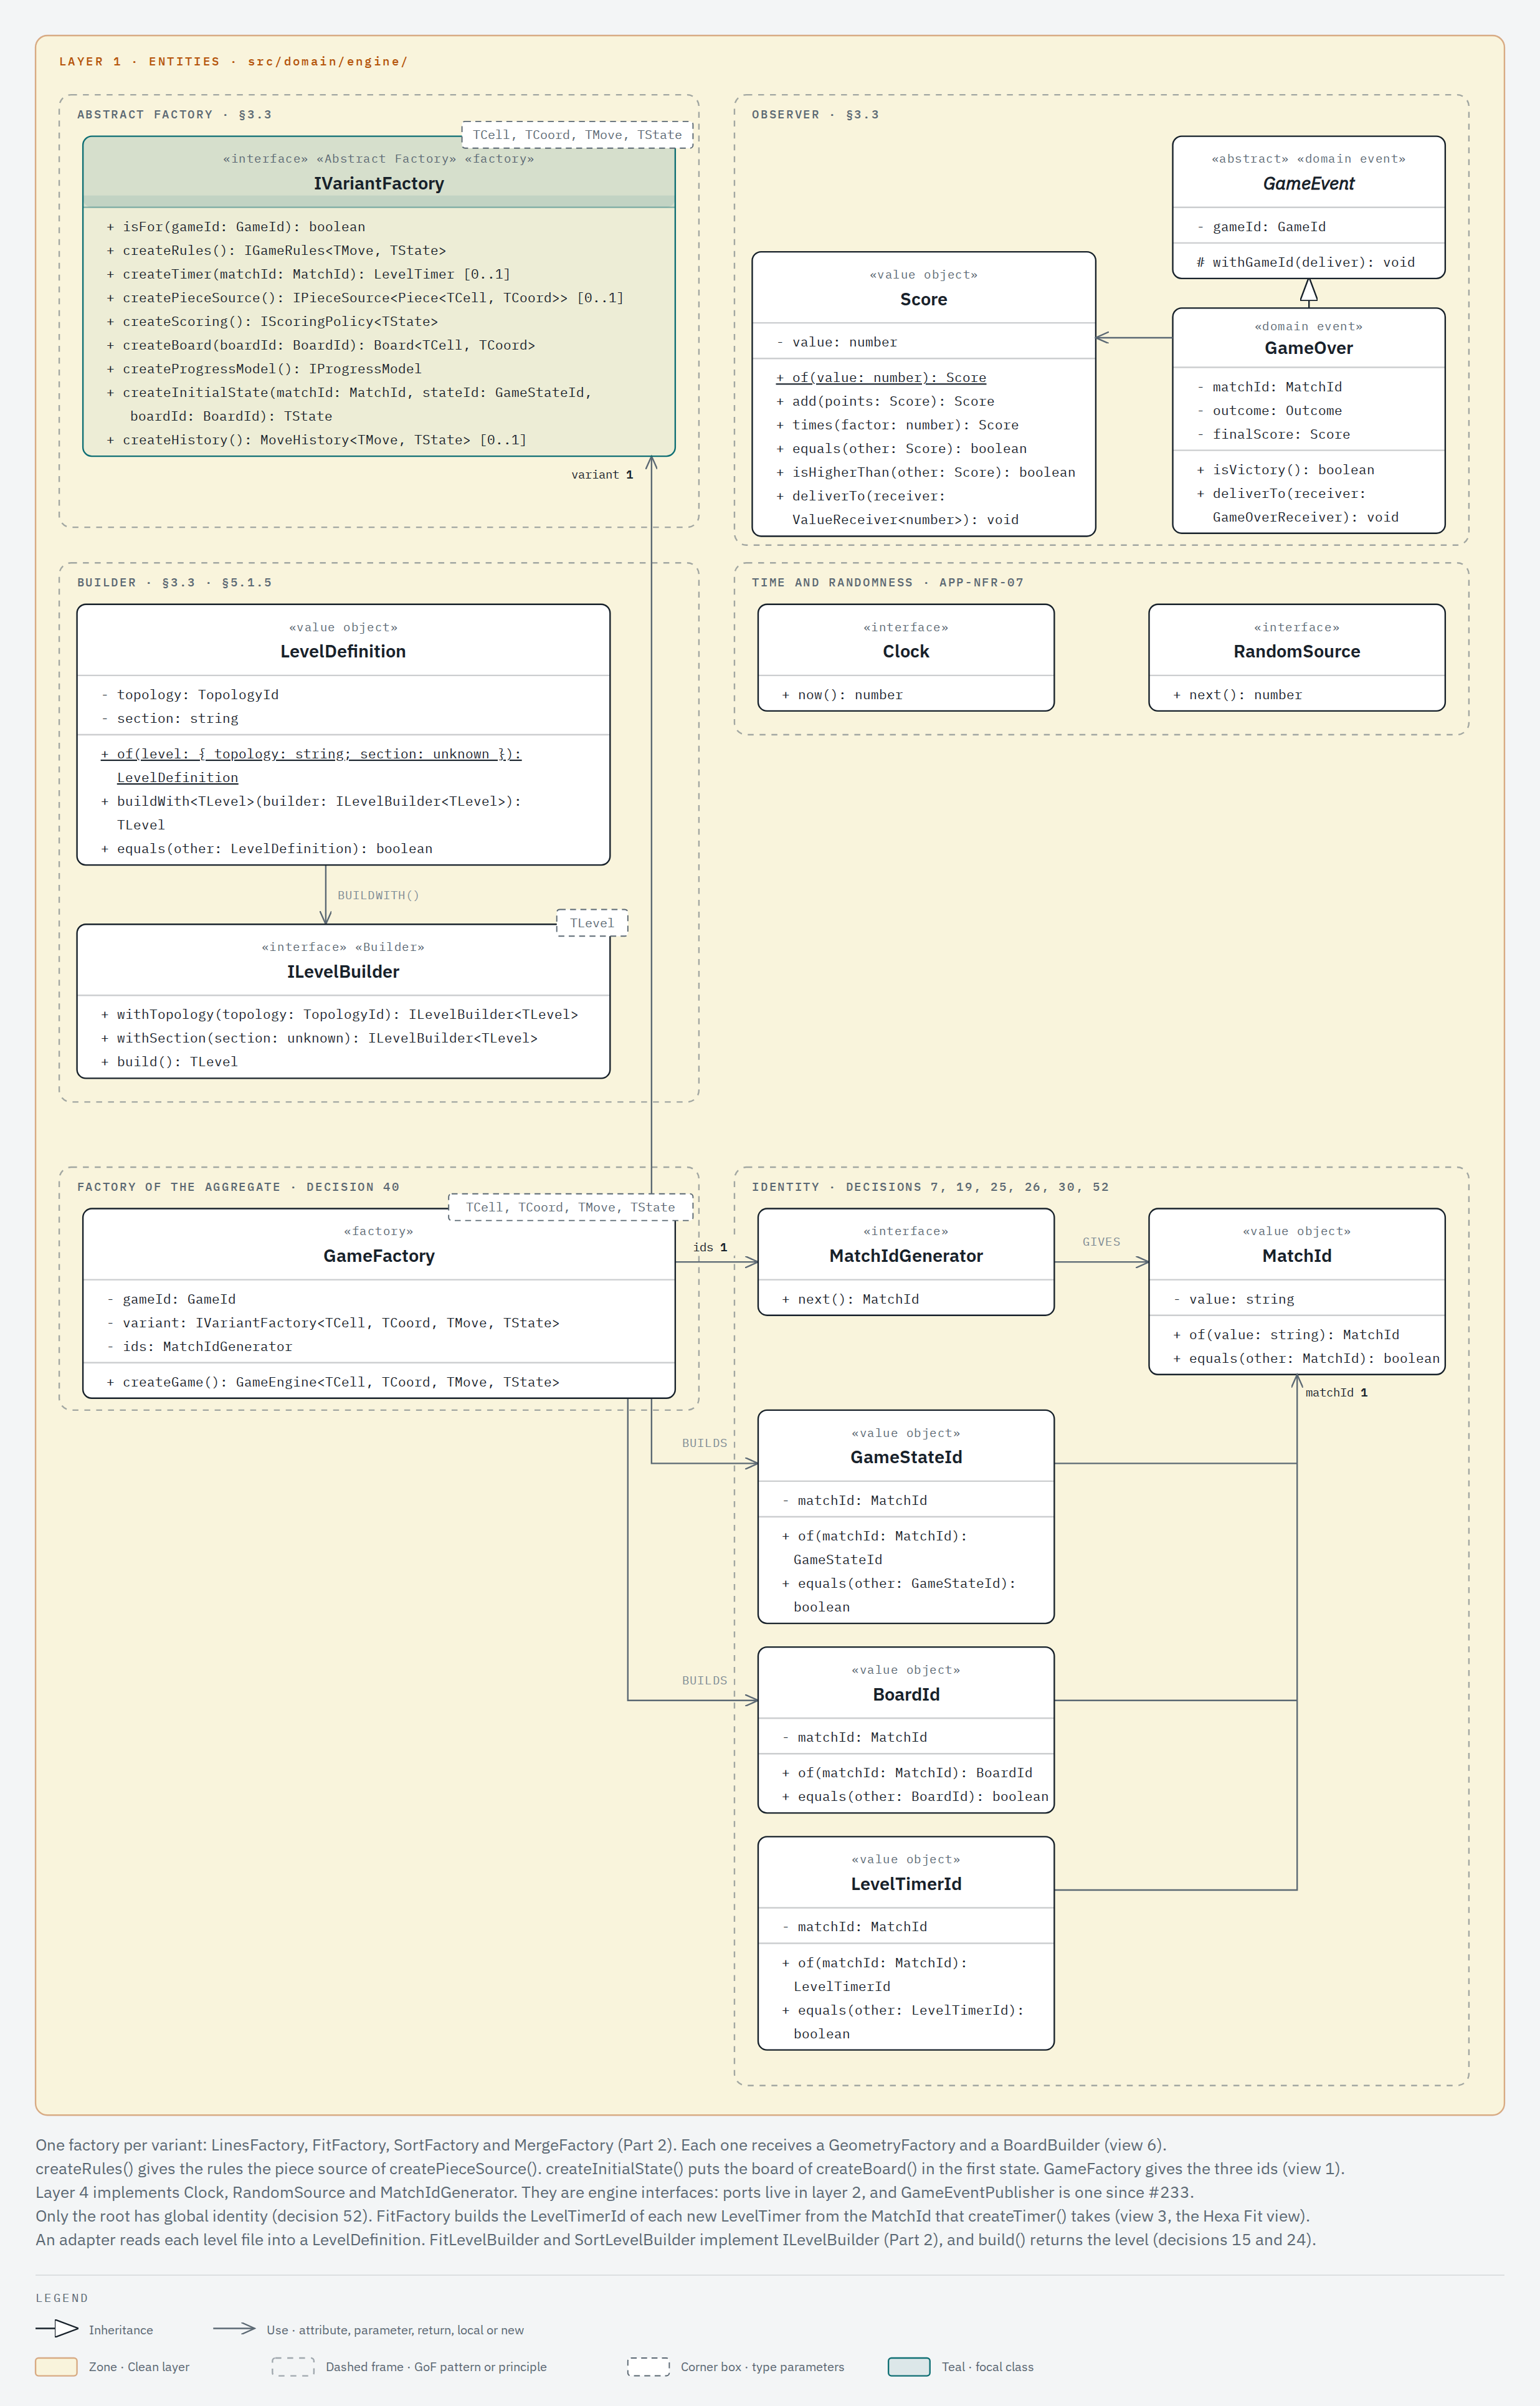 LAYER 1 · ENTITIES · src/domain/engine/
ABSTRACT FACTORY · §3.3
TCell, TCoord, TMove, TState
«interface» «Abstract Factory» «factory»
IVariantFactory
+ isFor(gameId: GameId): boolean
+ createRules(): IGameRules<TMove, TState>
+ createTimer(matchId: MatchId): LevelTimer [0..1]
+ createPieceSource(): IPieceSource<Piece<TCell, TCoord>> [0..1]
+ createScoring(): IScoringPolicy<TState>
+ createBoard(boardId: BoardId): Board<TCell, TCoord>
+ createProgressModel(): IProgressModel
+ createInitialState(matchId: MatchId, stateId: GameStateId,
boardId: BoardId): TState
+ createHistory(): MoveHistory<TMove, TState> [0..1]
variant 1
OBSERVER · §3.3
«abstract» «domain event»
GameEvent
- gameId: GameId
# withGameId(deliver): void
«value object»
Score
- value: number
+ of(value: number): Score
+ add(points: Score): Score
+ times(factor: number): Score
+ equals(other: Score): boolean
+ isHigherThan(other: Score): boolean
+ deliverTo(receiver:
ValueReceiver<number>): void
«domain event»
GameOver
- matchId: MatchId
- outcome: Outcome
- finalScore: Score
+ isVictory(): boolean
+ deliverTo(receiver:
GameOverReceiver): void
BUILDER · §3.3 · §5.1.5
«value object»
LevelDefinition
- topology: TopologyId
- section: string
+ of(level: { topology: string; section: unknown }):
LevelDefinition
+ buildWith<TLevel>(builder: ILevelBuilder<TLevel>):
TLevel
+ equals(other: LevelDefinition): boolean
BUILDWITH()
TLevel
«interface» «Builder»
ILevelBuilder
+ withTopology(topology: TopologyId): ILevelBuilder<TLevel>
+ withSection(section: unknown): ILevelBuilder<TLevel>
+ build(): TLevel
TIME AND RANDOMNESS · APP-NFR-07
«interface»
Clock
+ now(): number
«interface»
RandomSource
+ next(): number
FACTORY OF THE AGGREGATE · DECISION 40
TCell, TCoord, TMove, TState
«factory»
GameFactory
- gameId: GameId
- variant: IVariantFactory<TCell, TCoord, TMove, TState>
- ids: MatchIdGenerator
+ createGame(): GameEngine<TCell, TCoord, TMove, TState>
ids 1
IDENTITY · DECISIONS 7, 19, 25, 26, 30, 52
«interface»
MatchIdGenerator
+ next(): MatchId
GIVES
«value object»
MatchId
- value: string
+ of(value: string): MatchId
+ equals(other: MatchId): boolean
matchId 1
BUILDS
«value object»
GameStateId
- matchId: MatchId
+ of(matchId: MatchId):
GameStateId
+ equals(other: GameStateId):
boolean
BUILDS
«value object»
BoardId
- matchId: MatchId
+ of(matchId: MatchId): BoardId
+ equals(other: BoardId): boolean
«value object»
LevelTimerId
- matchId: MatchId
+ of(matchId: MatchId):
LevelTimerId
+ equals(other: LevelTimerId):
boolean
One factory per variant: LinesFactory, FitFactory, SortFactory and MergeFactory (Part 2). Each one receives a GeometryFactory and a BoardBuilder (view 6).
createRules() gives the rules the piece source of createPieceSource(). createInitialState() puts the board of createBoard() in the first state. GameFactory gives the three ids (view 1).
Layer 4 implements Clock, RandomSource and MatchIdGenerator. They are engine interfaces: ports live in layer 2, and GameEventPublisher is one since #233.
Only the root has global identity (decision 52). FitFactory builds the LevelTimerId of each new LevelTimer from the MatchId that createTimer() takes (view 3, the Hexa Fit view).
An adapter reads each level file into a LevelDefinition. FitLevelBuilder and SortLevelBuilder implement ILevelBuilder (Part 2), and build() returns the level (decisions 15 and 24).
LEGEND
Inheritance
Use · attribute, parameter, return, local or new
Zone · Clean layer
Dashed frame · GoF pattern or principle
Corner box · type parameters
Teal · focal class